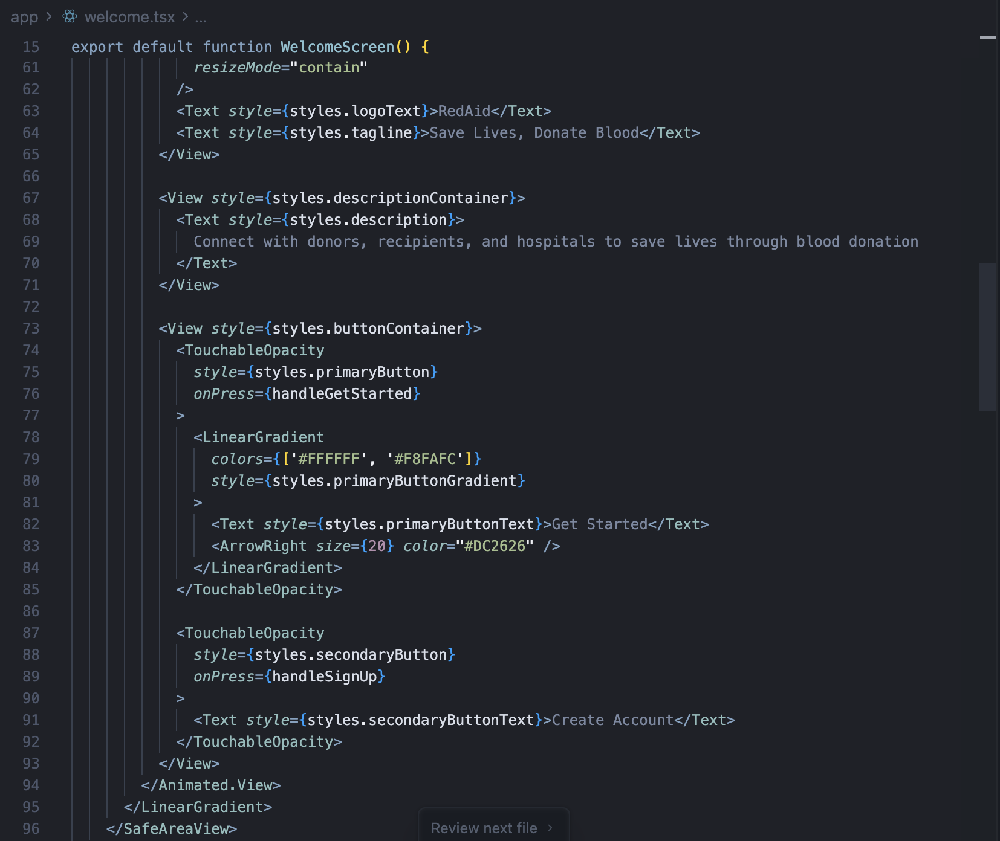 app > welcome.tsx > ...
15 export default function WelcomeScreen() {
61 resizeMode="contain"
62 />
63 <Text style={styles.logoText}>RedAid</Text>
64 <Text style={styles.tagline}>Save Lives, Donate Blood</Text>
65 </View>
66
67 <View style={styles.descriptionContainer}>
68 <Text style={styles.description}>
69 Connect with donors, recipients, and hospitals to save lives through blood donation
70 </Text>
71 </View>
72
73 <View style={styles.buttonContainer}>
74 <TouchableOpacity
75 style={styles.primaryButton}
76 onPress={handleGetStarted}
77 >
78 <LinearGradient
79 colors={['#FFFFFF', '#F8FAFC']}
80 style={styles.primaryButtonGradient}
81 >
82 <Text style={styles.primaryButtonText}>Get Started</Text>
83 <ArrowRight size={20} color="#DC2626" />
84 </LinearGradient>
85 </TouchableOpacity>
86
87 <TouchableOpacity
88 style={styles.secondaryButton}
89 onPress={handleSignUp}
90 >
91 <Text style={styles.secondaryButtonText}>Create Account</Text>
92 </TouchableOpacity>
93 </View>
94 </Animated.View>
95 </LinearGradient>
96 </SafeAreaView>
Review next file >